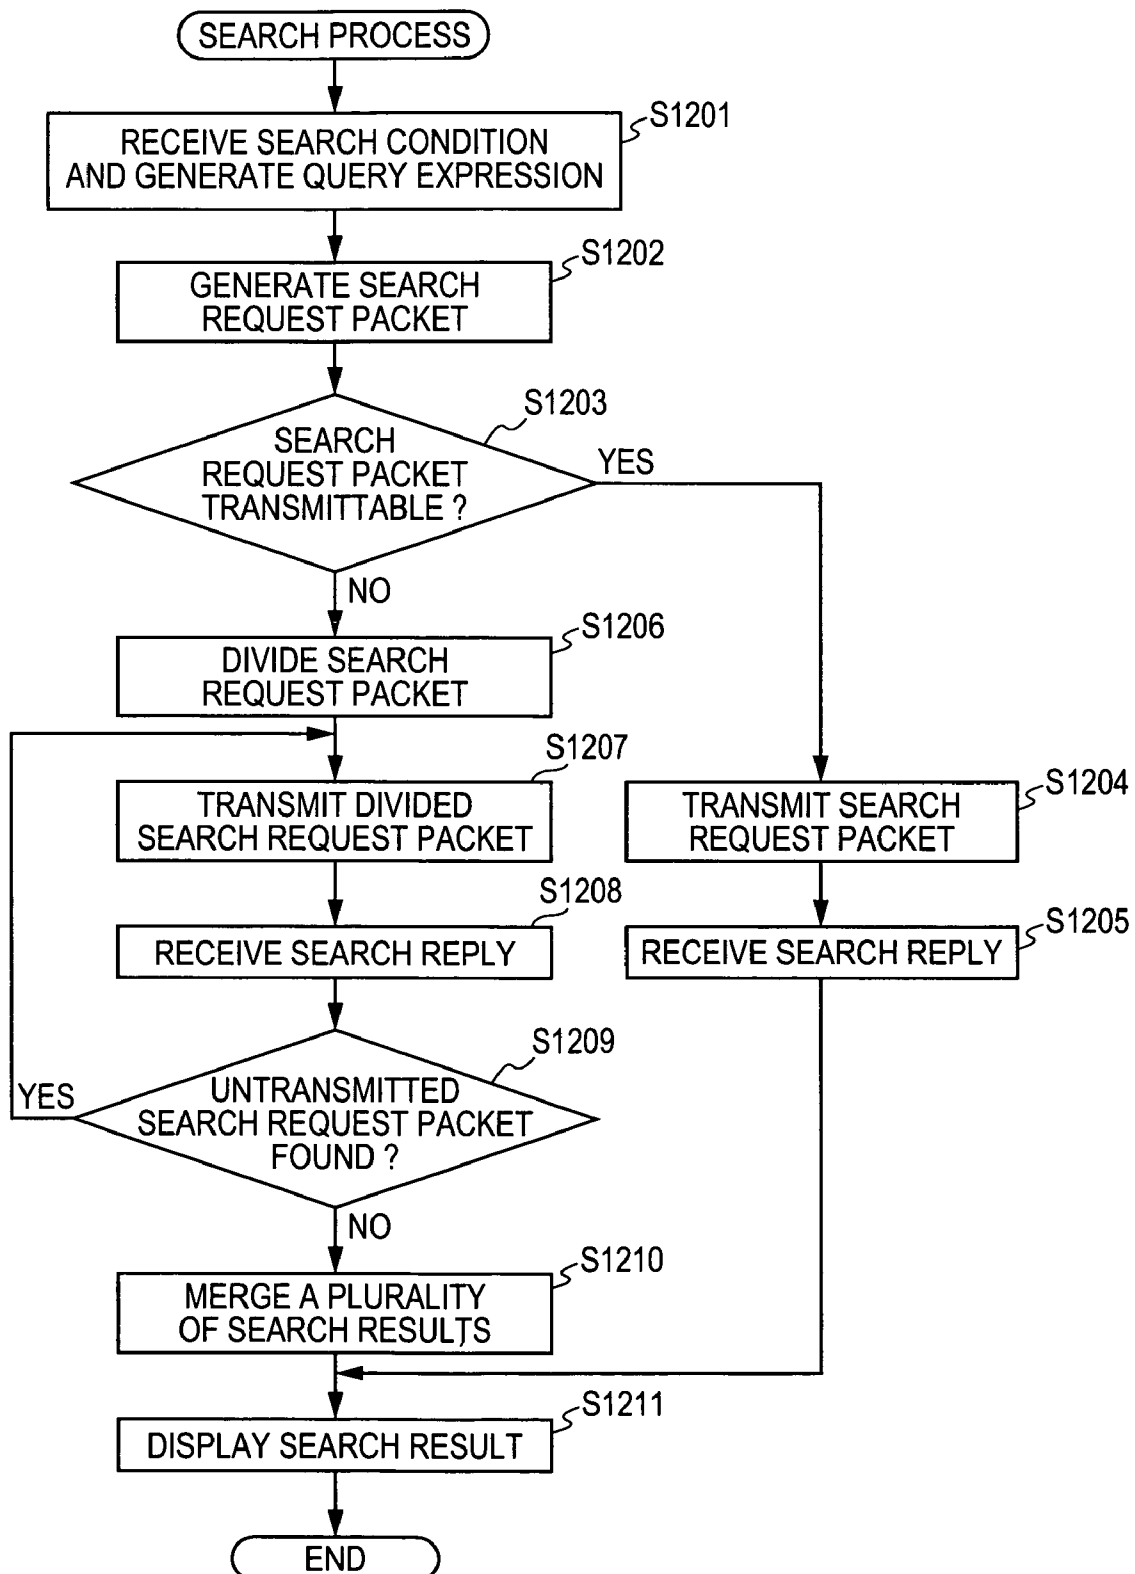 SEARCH PROCESS
S1201
RECEIVE SEARCH CONDITION
AND GENERATE QUERY EXPRESSION
S1202
GENERATE SEARCH
REQUEST PACKET
S1203
SEARCH
REQUEST PACKET
TRANSMITTABLE ?
YES
NO
S1206
DIVIDE SEARCH
REQUEST PACKET
S1207
TRANSMIT DIVIDED
SEARCH REQUEST PACKET
S1204
TRANSMIT SEARCH
REQUEST PACKET
S1208
RECEIVE SEARCH REPLY
S1205
RECEIVE SEARCH REPLY
S1209
UNTRANSMITTED
SEARCH REQUEST PACKET
FOUND ?
YES
NO
S1210
MERGE A PLURALITY
OF SEARCH RESULTS
S1211
DISPLAY SEARCH RESULT
END